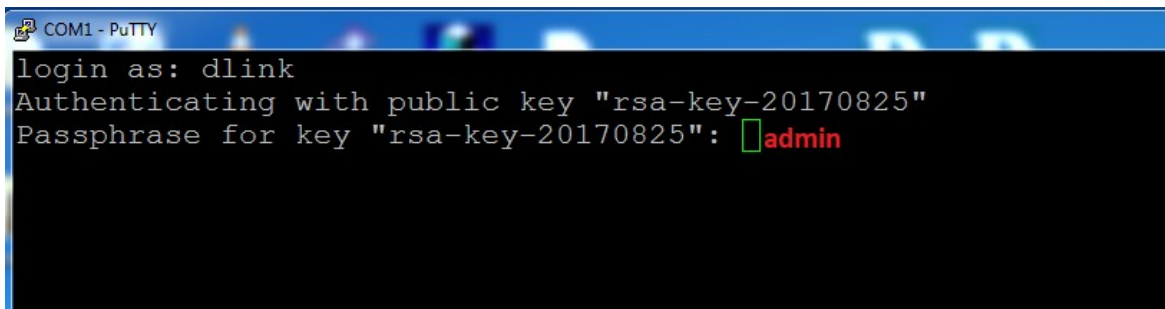 COM1 - PuTTY
login as: dlink
Authenticating with public key "rsa-key-20170825"
Passphrase for key "rsa-key-20170825": admin